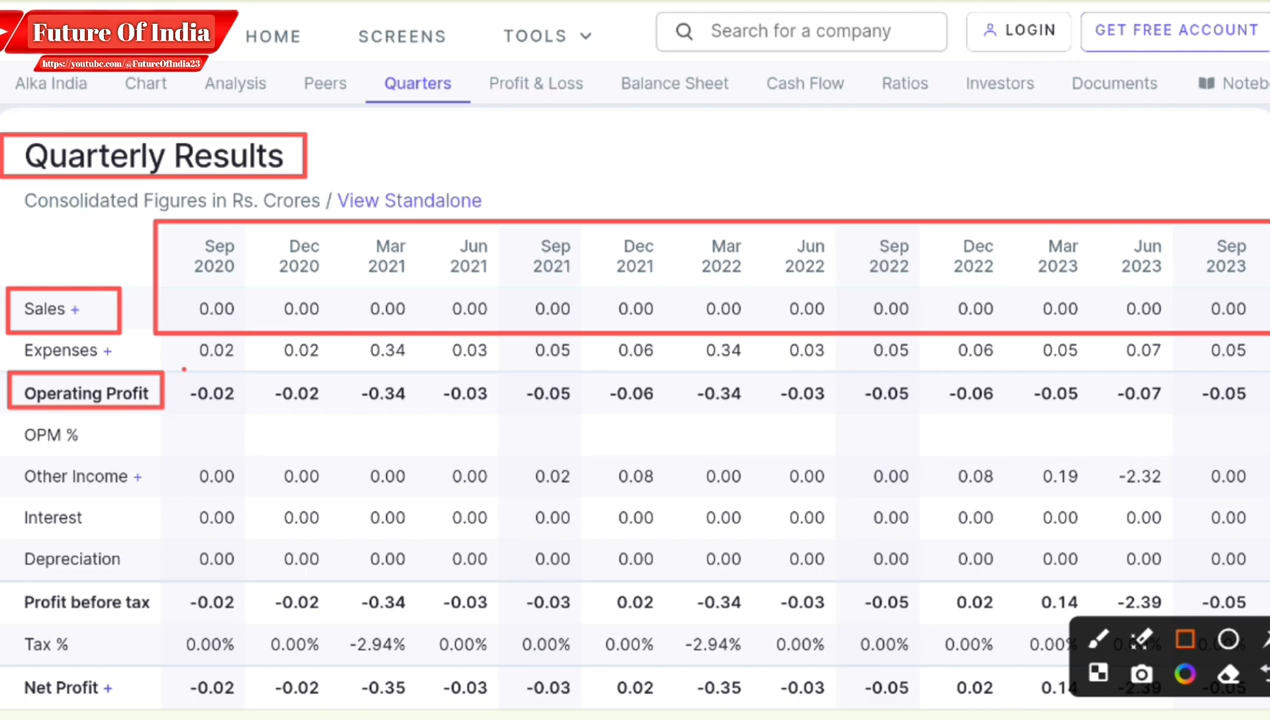 Future Of India
https://youtube.com/@FutureOfIndia23
HOME SCREENS TOOLS Search for a company LOGIN GET FREE ACCOUNT
Alka India Chart Analysis Peers Quarters Profit & Loss Balance Sheet Cash Flow Ratios Investors Documents Noteb
Quarterly Results
Consolidated Figures in Rs. Crores / View Standalone
Sep 2020 Dec 2020 Mar 2021 Jun 2021 Sep 2021 Dec 2021 Mar 2022 Jun 2022 Sep 2022 Dec 2022 Mar 2023 Jun 2023 Sep 2023
Sales + 0.00 0.00 0.00 0.00 0.00 0.00 0.00 0.00 0.00 0.00 0.00 0.00 0.00
Expenses + 0.02 0.02 0.34 0.03 0.05 0.06 0.34 0.03 0.05 0.06 0.05 0.07 0.05
Operating Profit -0.02 -0.02 -0.34 -0.03 -0.05 -0.06 -0.34 -0.03 -0.05 -0.06 -0.05 -0.07 -0.05
OPM %
Other Income + 0.00 0.00 0.00 0.00 0.02 0.08 0.00 0.00 0.00 0.08 0.19 -2.32 0.00
Interest 0.00 0.00 0.00 0.00 0.00 0.00 0.00 0.00 0.00 0.00 0.00 0.00 0.00
Depreciation 0.00 0.00 0.00 0.00 0.00 0.00 0.00 0.00 0.00 0.00 0.00 0.00 0.00
Profit before tax -0.02 -0.02 -0.34 -0.03 -0.03 0.02 -0.34 -0.03 -0.05 0.02 0.14 -2.39 -0.05
Tax % 0.00% 0.00% -2.94% 0.00% 0.00% 0.00% -2.94% 0.00% 0.00% 0.00% 0.00%
Net Profit + -0.02 -0.02 -0.35 -0.03 -0.03 0.02 -0.35 -0.03 -0.05 0.02 0.14 -2.39 -0.05